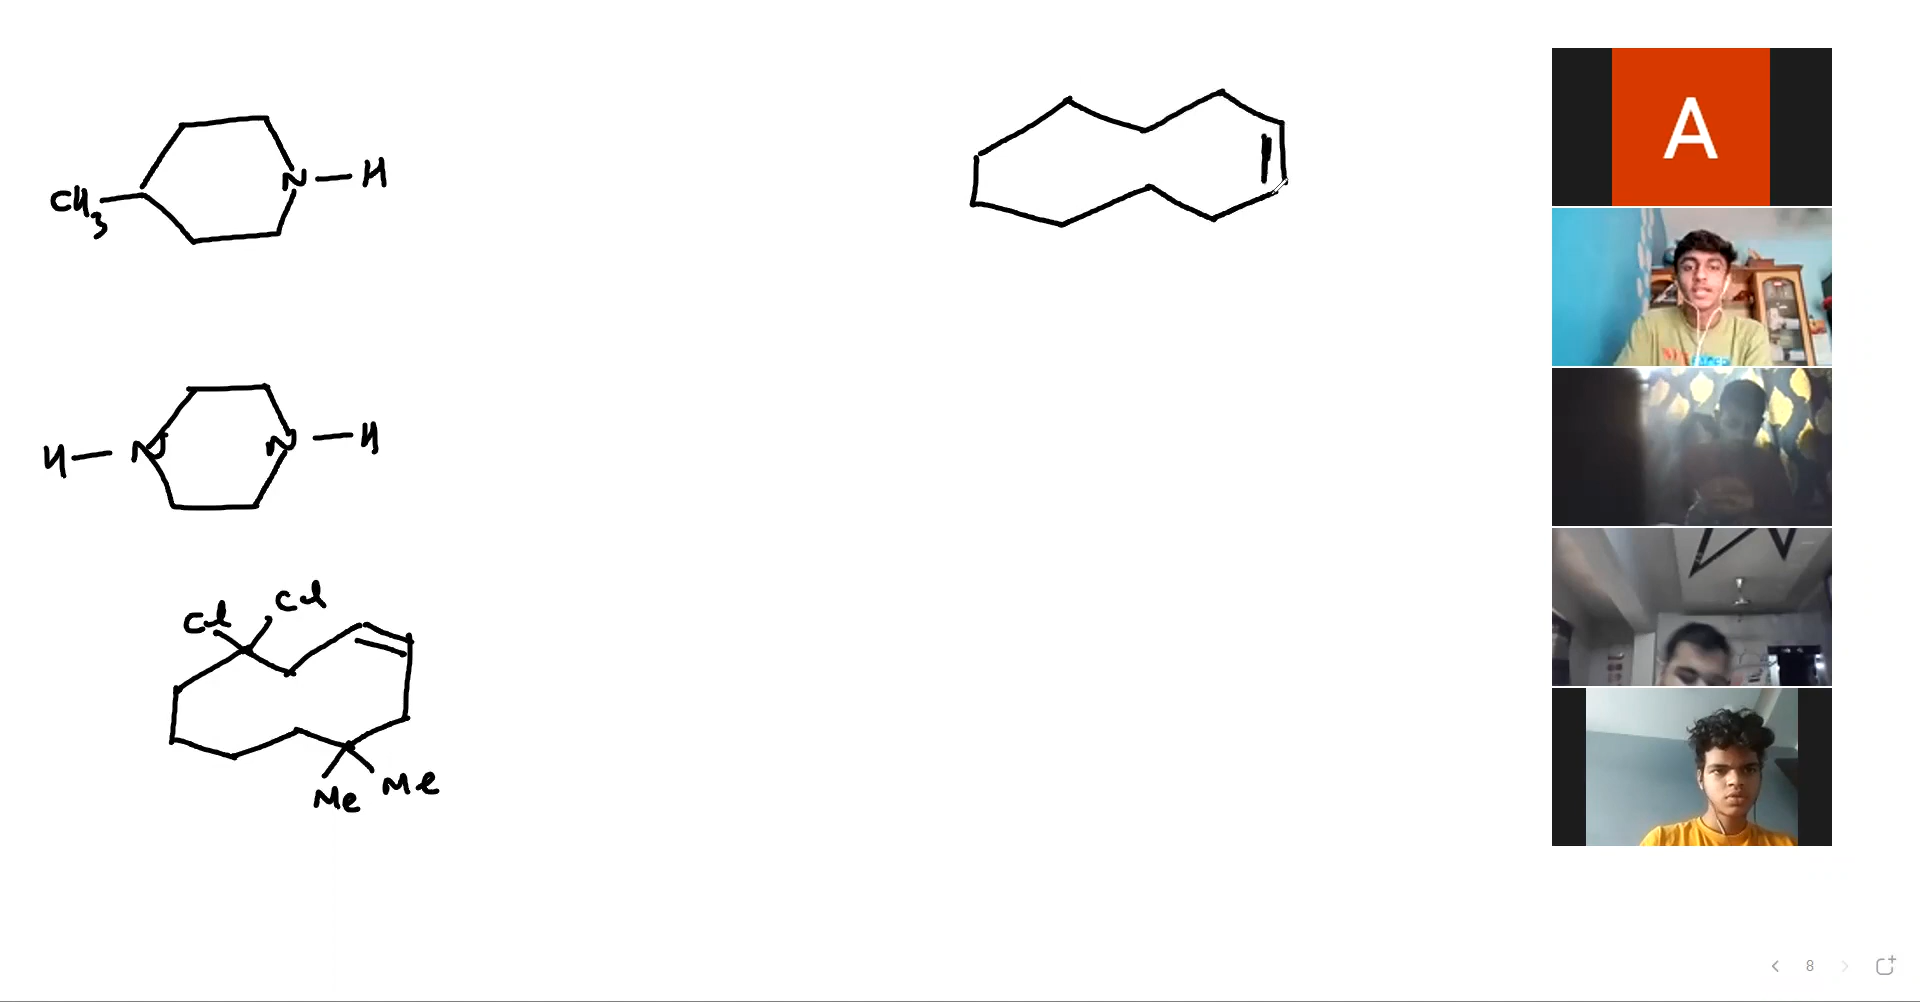 CH3 N — H
H — N N — H
Cl Cl
Me Me
A
8